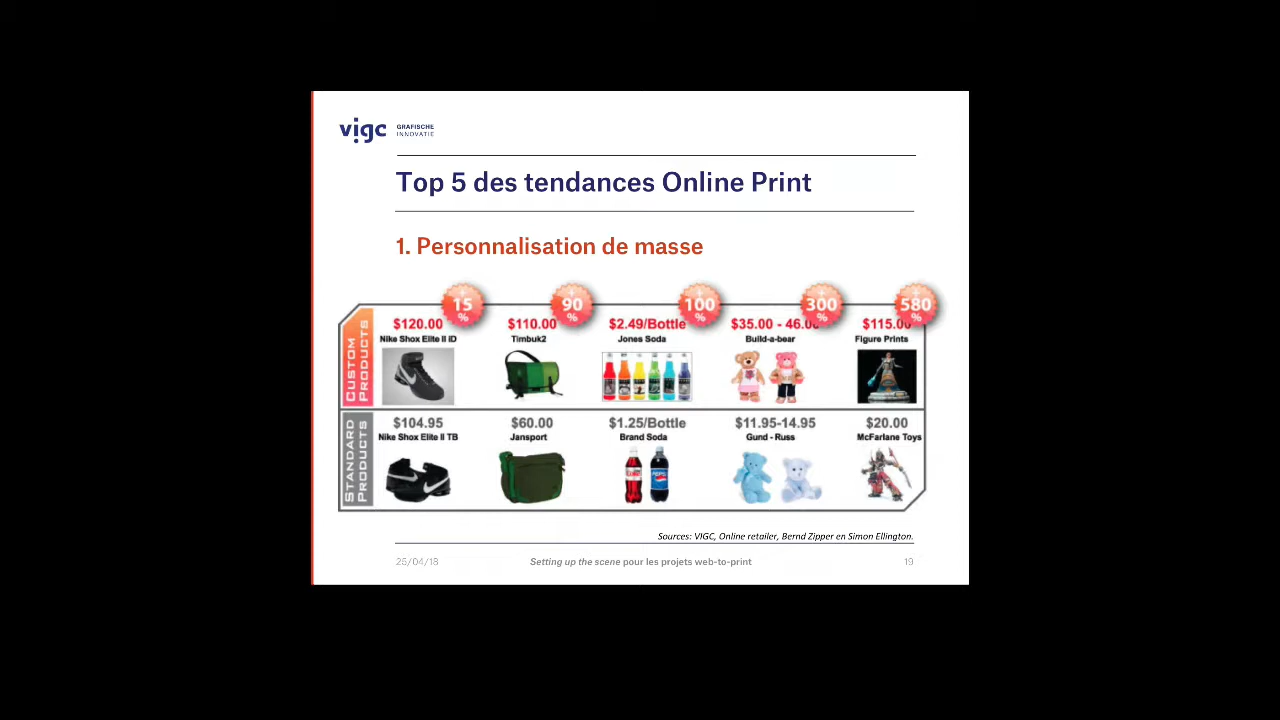 vigc GRAFISCHE
INNOVATIE
Top 5 des tendances Online Print
1. Personnalisation de masse
+ 15 % + 90 % + 100 % + 300 % + 580 %
CUSTOM PRODUCTS
$120.00 $110.00 $2.49/Bottle $35.00 - 46.00 $115.00
Nike Shox Elite II iD Timbuk2 Jones Soda Build-a-bear Figure Prints
STANDARD PRODUCTS
$104.95 $60.00 $1.25/Bottle $11.95-14.95 $20.00
Nike Shox Elite II TB Jansport Brand Soda Gund - Russ McFarlane Toys
PEPSI
Sources: VIGC, Online retailer, Bernd Zipper en Simon Ellington.
25/04/18 Setting up the scene pour les projets web-to-print 19